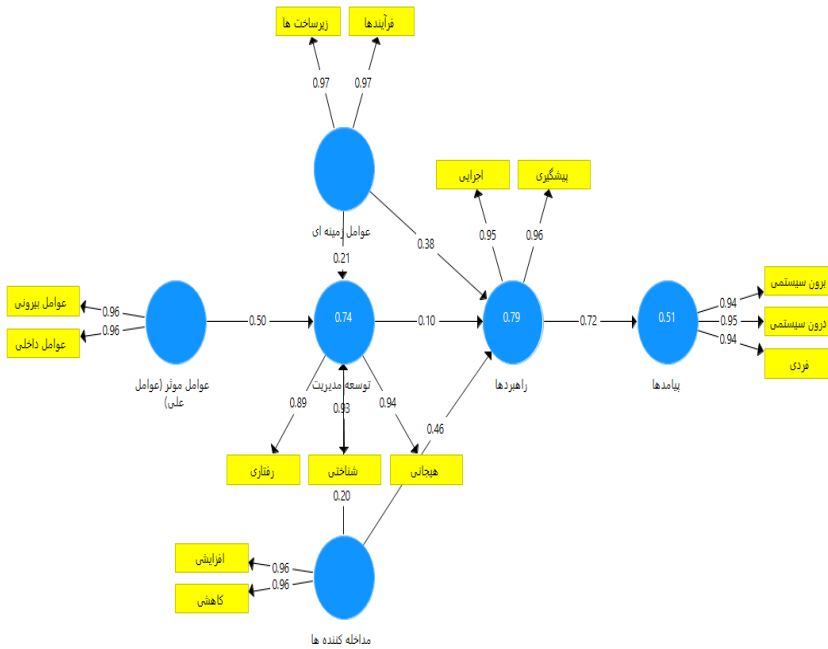 زیرساخت ها
فرآیندها
0.97
0.97
عوامل زمینه ای
اجرایی
پیشگیری
0.95
0.96
0.38
0.21
عوامل بیرونی
عوامل داخلی
0.96
0.96
عوامل موثر (عوامل
علی)
0.50
0.74
توسعه مدیریت
0.10
0.79
راهبردها
0.72
0.51
پیامدها
برون سیستمی
درون سیستمی
فردی
0.94
0.95
0.94
0.89
0.93
0.94
0.46
رفتاری
شناختی
هیجانی
0.20
افزایشی
کاهشی
0.96
0.96
مداخله کننده ها